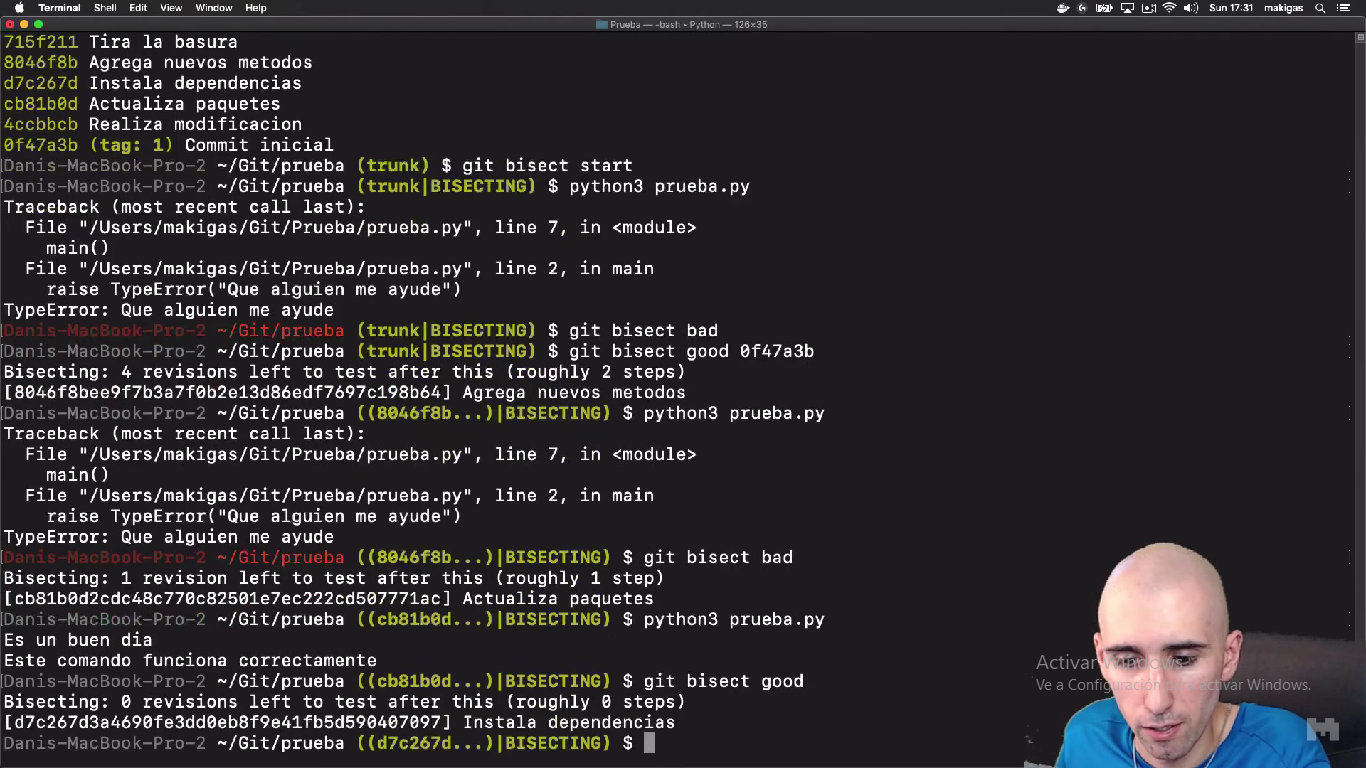 Terminal Shell Edit View Window Help Sun 17:31 makigas
Prueba — -bash • Python — 126×35
715f211 Tira la basura
8046f8b Agrega nuevos metodos
d7c267d Instala dependencias
cb81b0d Actualiza paquetes
4ccbbcb Realiza modificacion
0f47a3b (tag: 1) Commit inicial
Danis-MacBook-Pro-2 ~/Git/prueba (trunk) $ git bisect start
Danis-MacBook-Pro-2 ~/Git/prueba (trunk|BISECTING) $ python3 prueba.py
Traceback (most recent call last):
File "/Users/makigas/Git/Prueba/prueba.py", line 7, in <module>
main()
File "/Users/makigas/Git/Prueba/prueba.py", line 2, in main
raise TypeError("Que alguien me ayude")
TypeError: Que alguien me ayude
Danis-MacBook-Pro-2 ~/Git/prueba (trunk|BISECTING) $ git bisect bad
Danis-MacBook-Pro-2 ~/Git/prueba (trunk|BISECTING) $ git bisect good 0f47a3b
Bisecting: 4 revisions left to test after this (roughly 2 steps)
[8046f8bee9f7b3a7f0b2e13d86edf7697c198b64] Agrega nuevos metodos
Danis-MacBook-Pro-2 ~/Git/prueba ((8046f8b...)|BISECTING) $ python3 prueba.py
Traceback (most recent call last):
File "/Users/makigas/Git/Prueba/prueba.py", line 7, in <module>
main()
File "/Users/makigas/Git/Prueba/prueba.py", line 2, in main
raise TypeError("Que alguien me ayude")
TypeError: Que alguien me ayude
Danis-MacBook-Pro-2 ~/Git/prueba ((8046f8b...)|BISECTING) $ git bisect bad
Bisecting: 1 revision left to test after this (roughly 1 step)
[cb81b0d2cdc48c770c82501e7ec222cd507771ac] Actualiza paquetes
Danis-MacBook-Pro-2 ~/Git/prueba ((cb81b0d...)|BISECTING) $ python3 prueba.py
Es un buen dia
Este comando funciona correctamente
Danis-MacBook-Pro-2 ~/Git/prueba ((cb81b0d...)|BISECTING) $ git bisect good
Bisecting: 0 revisions left to test after this (roughly 0 steps)
[d7c267d3a4690fe3dd0eb8f9e41fb5d590407097] Instala dependencias
Danis-MacBook-Pro-2 ~/Git/prueba ((d7c267d...)|BISECTING) $
Activar Windows
Ve a Configuración para activar Windows.